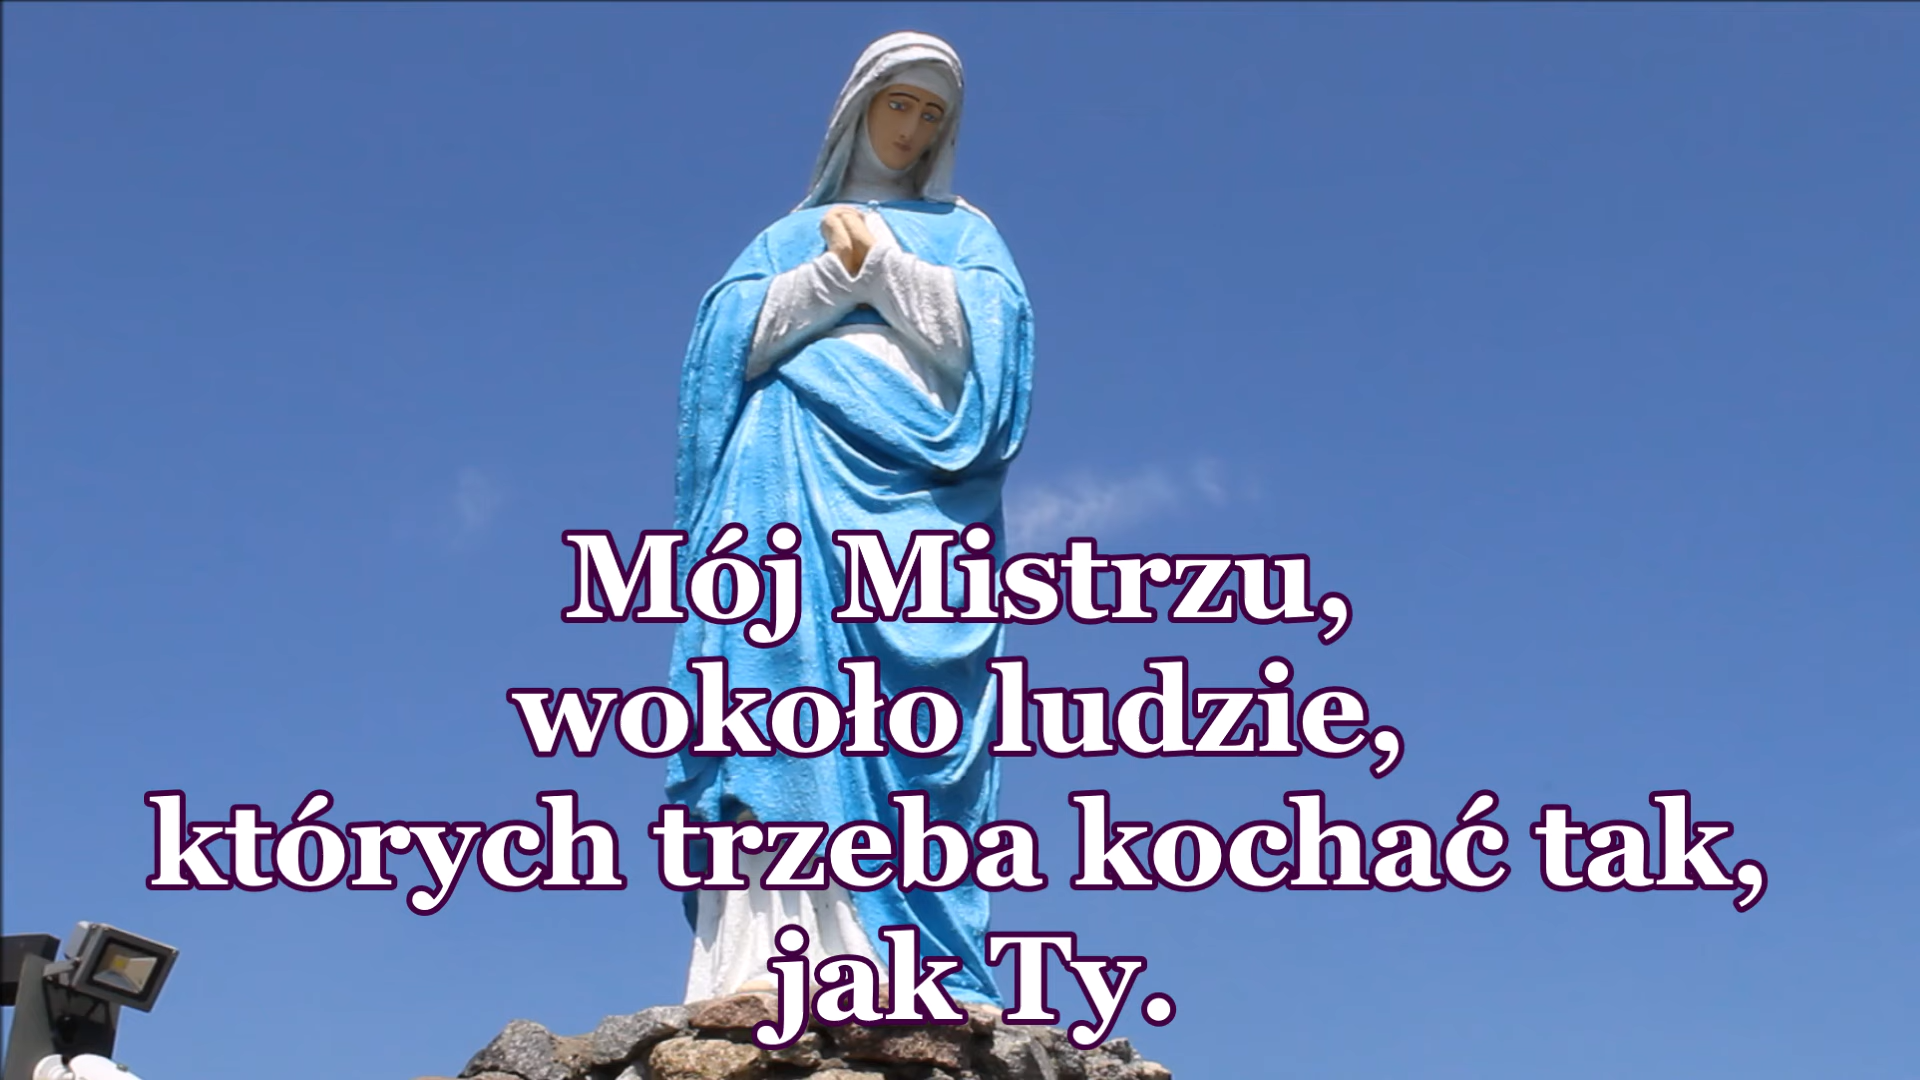 Mój Mistrzu,
wokoło ludzie,
których trzeba kochać tak,
jak Ty.